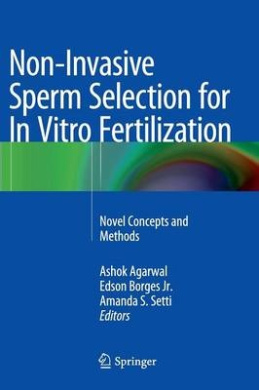 Non-Invasive
Sperm Selection for
In Vitro Fertilization
Novel Concepts and
Methods
Ashok Agarwal
Edson Borges Jr.
Amanda S. Setti
Editors
Springer